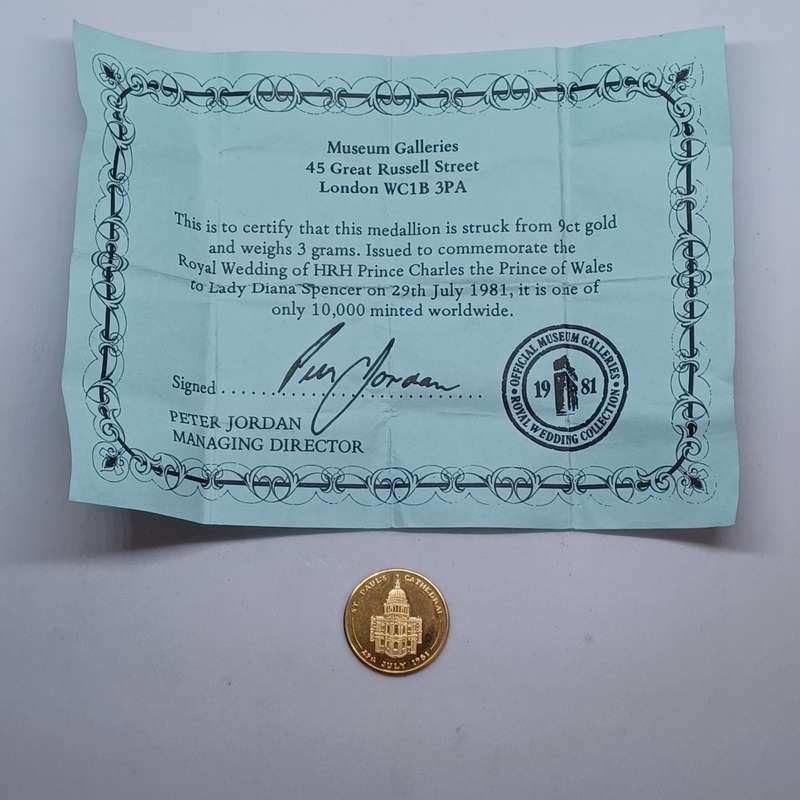 Museum Galleries
45 Great Russell Street
London WC1B 3PA
This is to certify that this medallion is struck from 9ct gold
and weighs 3 grams. Issued to commemorate the
Royal Wedding of HRH Prince Charles the Prince of Wales
to Lady Diana Spencer on 29th July 1981, it is one of
only 10,000 minted worldwide.
Signed
Peter Jordan
PETER JORDAN
MANAGING DIRECTOR
• OFFICIAL MUSEUM GALLERIES •
19 81
ROYAL WEDDING COLLECTION
ST. PAUL'S CATHEDRAL
29th JULY 1981